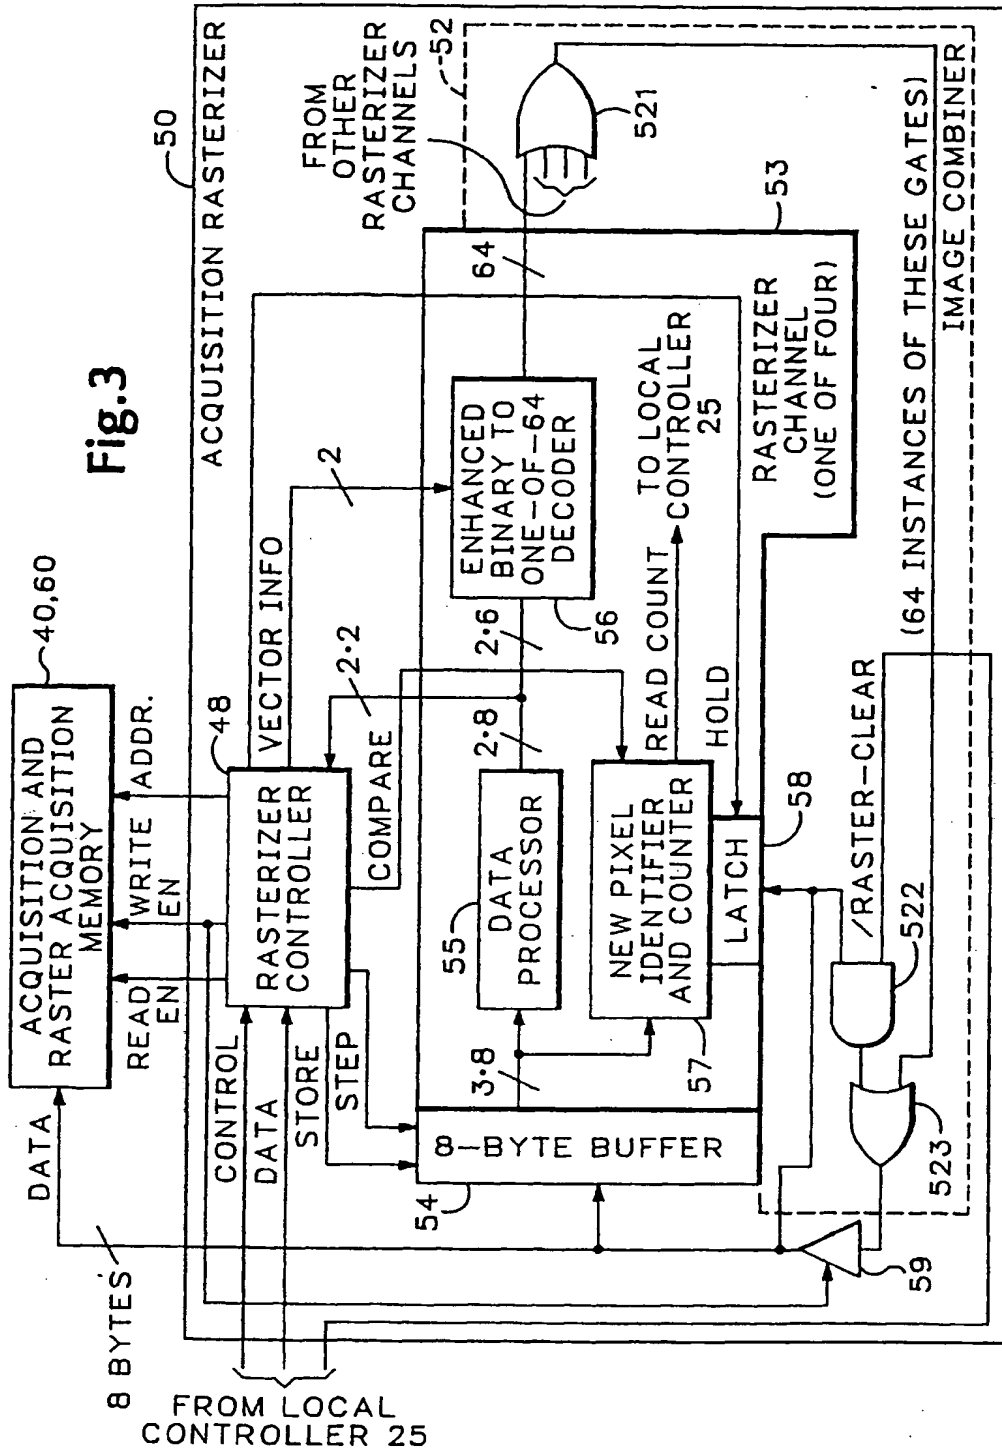 Fig.3
50
ACQUISITION RASTERIZER
ACQUISITION AND
RASTER ACQUISITION
MEMORY
40,60
DATA
READ
EN
WRITE
EN
ADDR.
8 BYTES
CONTROL
DATA
STORE
STEP
FROM LOCAL
CONTROLLER 25
RASTERIZER
CONTROLLER
48
VECTOR INFO
COMPARE
2
2·2
FROM
OTHER
RASTERIZER
CHANNELS
52
521
64
ENHANCED
BINARY TO
ONE-OF-64
DECODER
56
2·6
2·8
DATA
PROCESSOR
55
3·8
8-BYTE BUFFER
54
NEW PIXEL
IDENTIFIER
AND COUNTER
57
READ COUNT
TO LOCAL
CONTROLLER
25
HOLD
LATCH
58
RASTERIZER
CHANNEL
(ONE OF FOUR)
53
/RASTER-CLEAR
522
523
59
(64 INSTANCES OF THESE GATES)
IMAGE COMBINER